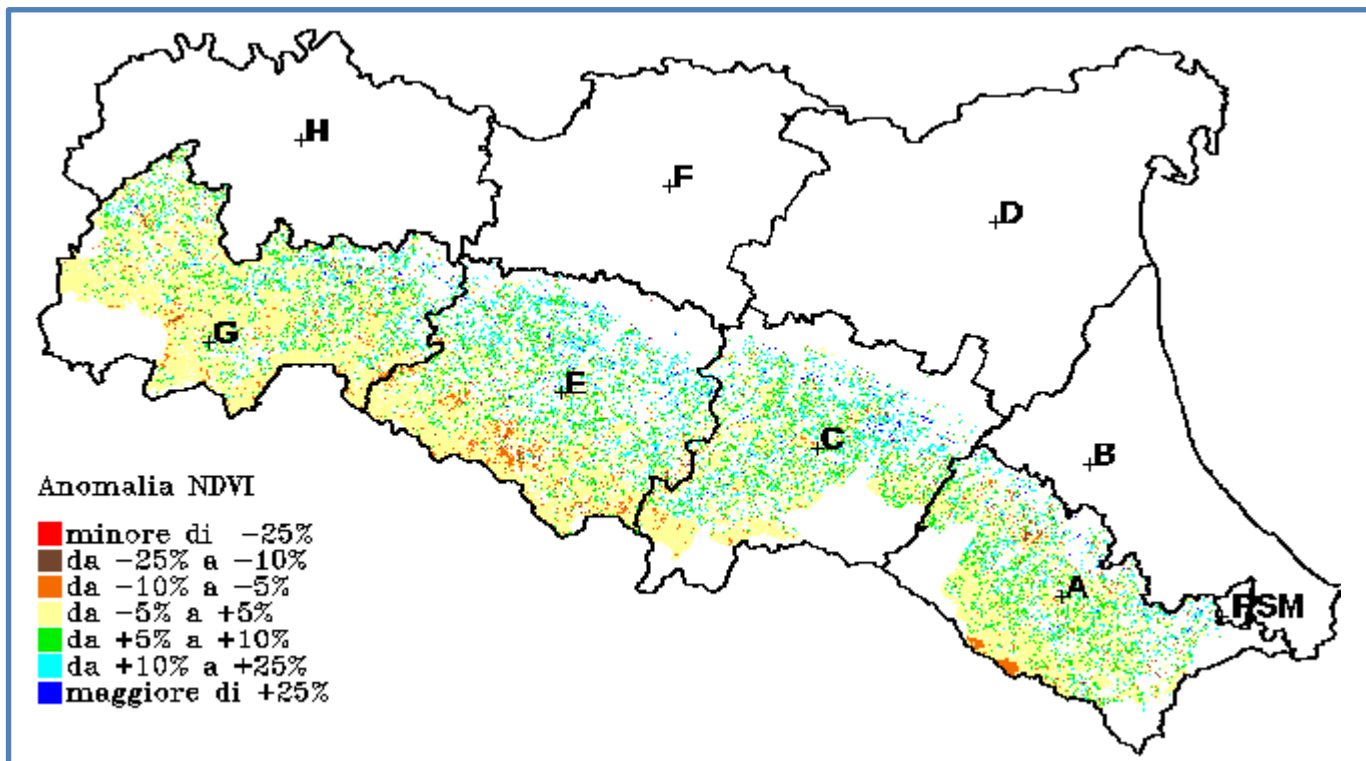 H
F
D
G
E
C
B
A
RSM
Anomalia NDVI
minore di -25%
da -25% a -10%
da -10% a -5%
da -5% a +5%
da +5% a +10%
da +10% a +25%
maggiore di +25%